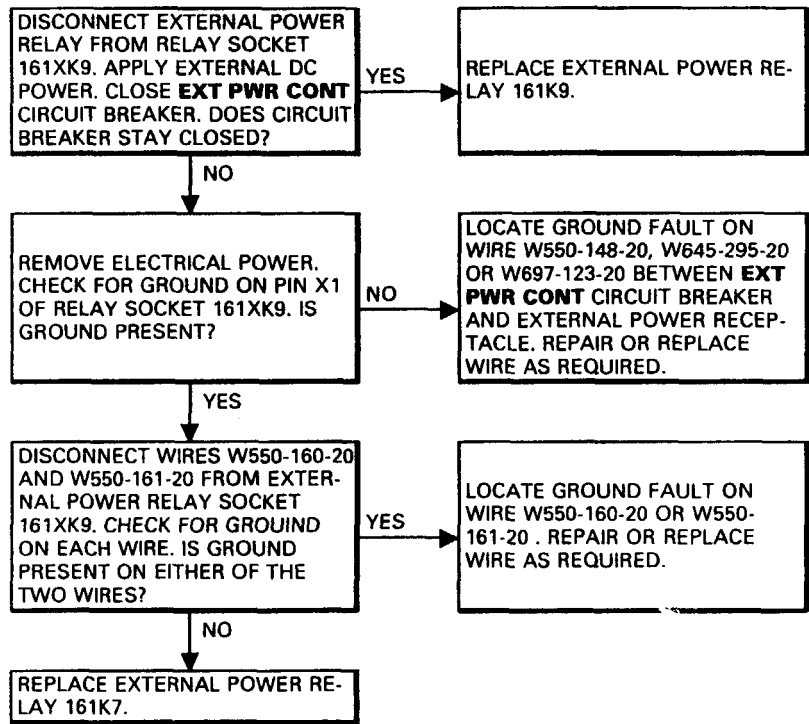 DISCONNECT EXTERNAL POWER
RELAY FROM RELAY SOCKET
161XK9. APPLY EXTERNAL DC
POWER. CLOSE EXT PWR CONT
CIRCUIT BREAKER. DOES CIRCUIT
BREAKER STAY CLOSED?
YES
REPLACE EXTERNAL POWER RE-
LAY 161K9.
NO
REMOVE ELECTRICAL POWER.
CHECK FOR GROUND ON PIN X1
OF RELAY SOCKET 161XK9. IS
GROUND PRESENT?
NO
LOCATE GROUND FAULT ON
WIRE W550-148-20, W645-295-20
OR W697-123-20 BETWEEN EXT
PWR CONT CIRCUIT BREAKER
AND EXTERNAL POWER RECEP-
TACLE. REPAIR OR REPLACE
WIRE AS REQUIRED.
YES
DISCONNECT WIRES W550-160-20
AND W550-161-20 FROM EXTER-
NAL POWER RELAY SOCKET
161XK9. CHECK FOR GROUIND
ON EACH WIRE. IS GROUND
PRESENT ON EITHER OF THE
TWO WIRES?
YES
LOCATE GROUND FAULT ON
WIRE W550-160-20 OR W550-
161-20 . REPAIR OR REPLACE
WIRE AS REQUIRED.
NO
REPLACE EXTERNAL POWER RE-
LAY 161K7.